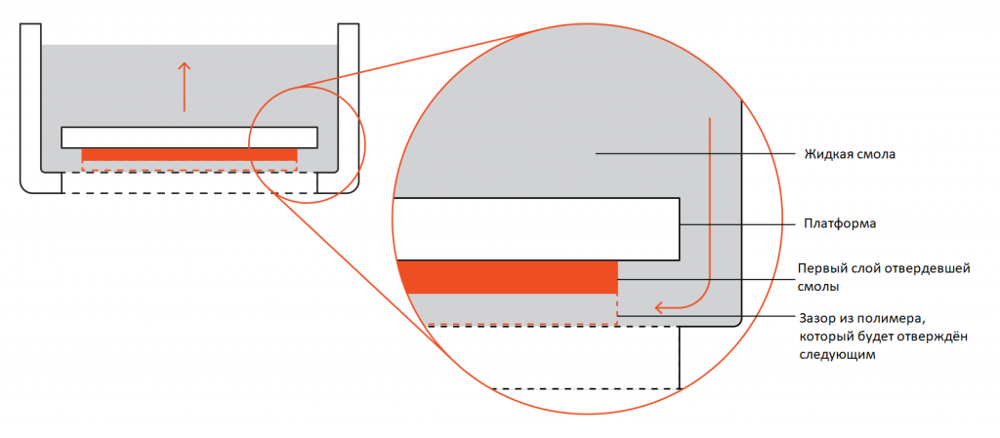 Жидкая смола
Платформа
Первый слой отвердевшей
смолы
Зазор из полимера,
который будет отверждён
следующим